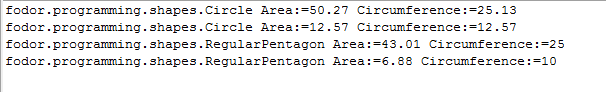 fodor.programming.shapes.Circle Area:=50.27 Circumference:=25.13
fodor.programming.shapes.Circle Area:=12.57 Circumference:=12.57
fodor.programming.shapes.RegularPentagon Area:=43.01 Circumference:=25
fodor.programming.shapes.RegularPentagon Area:=6.88 Circumference:=10